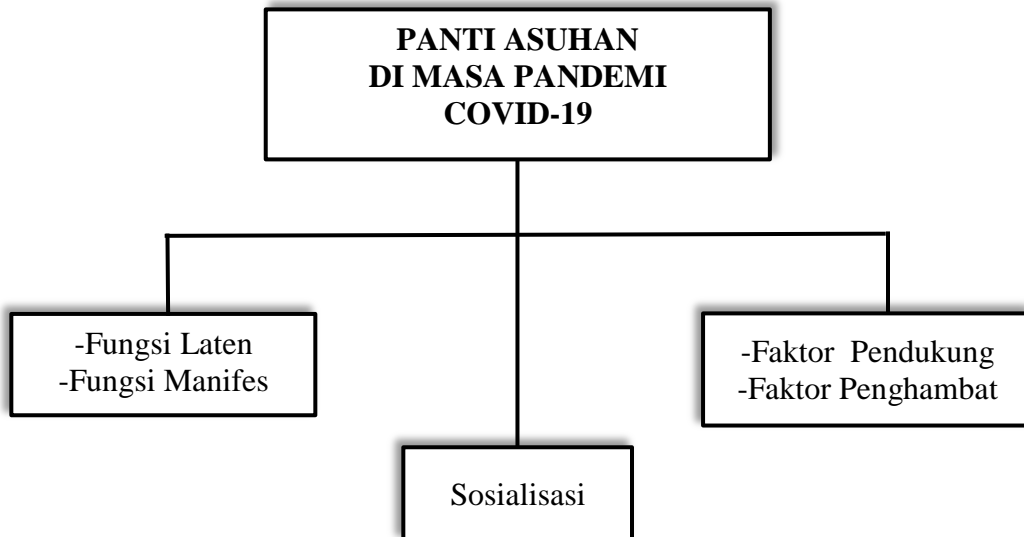 PANTI ASUHAN
DI MASA PANDEMI
COVID-19
-Fungsi Laten
-Fungsi Manifes
-Faktor Pendukung
-Faktor Penghambat
Sosialisasi